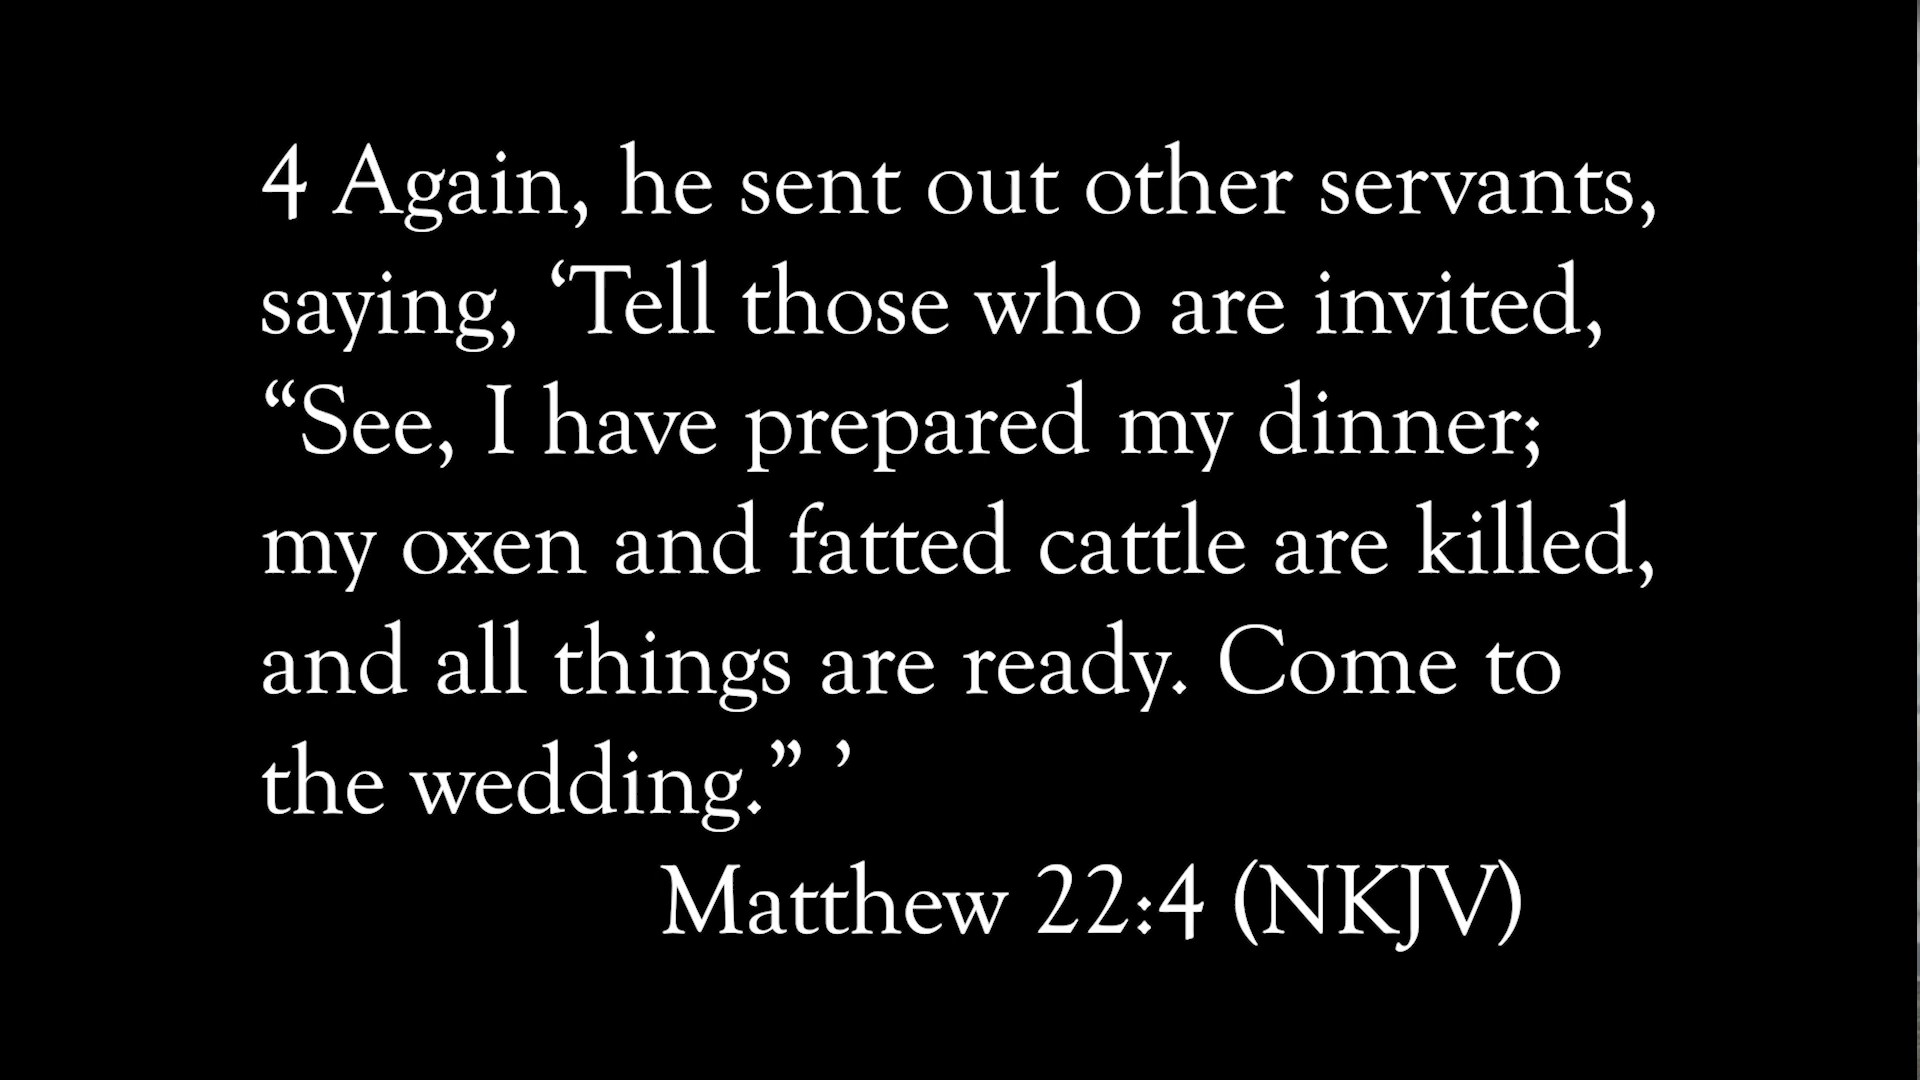 4 Again, he sent out other servants,
saying, ‘Tell those who are invited,
“See, I have prepared my dinner;
my oxen and fatted cattle are killed,
and all things are ready. Come to
the wedding.” ’
Matthew 22:4 (NKJV)